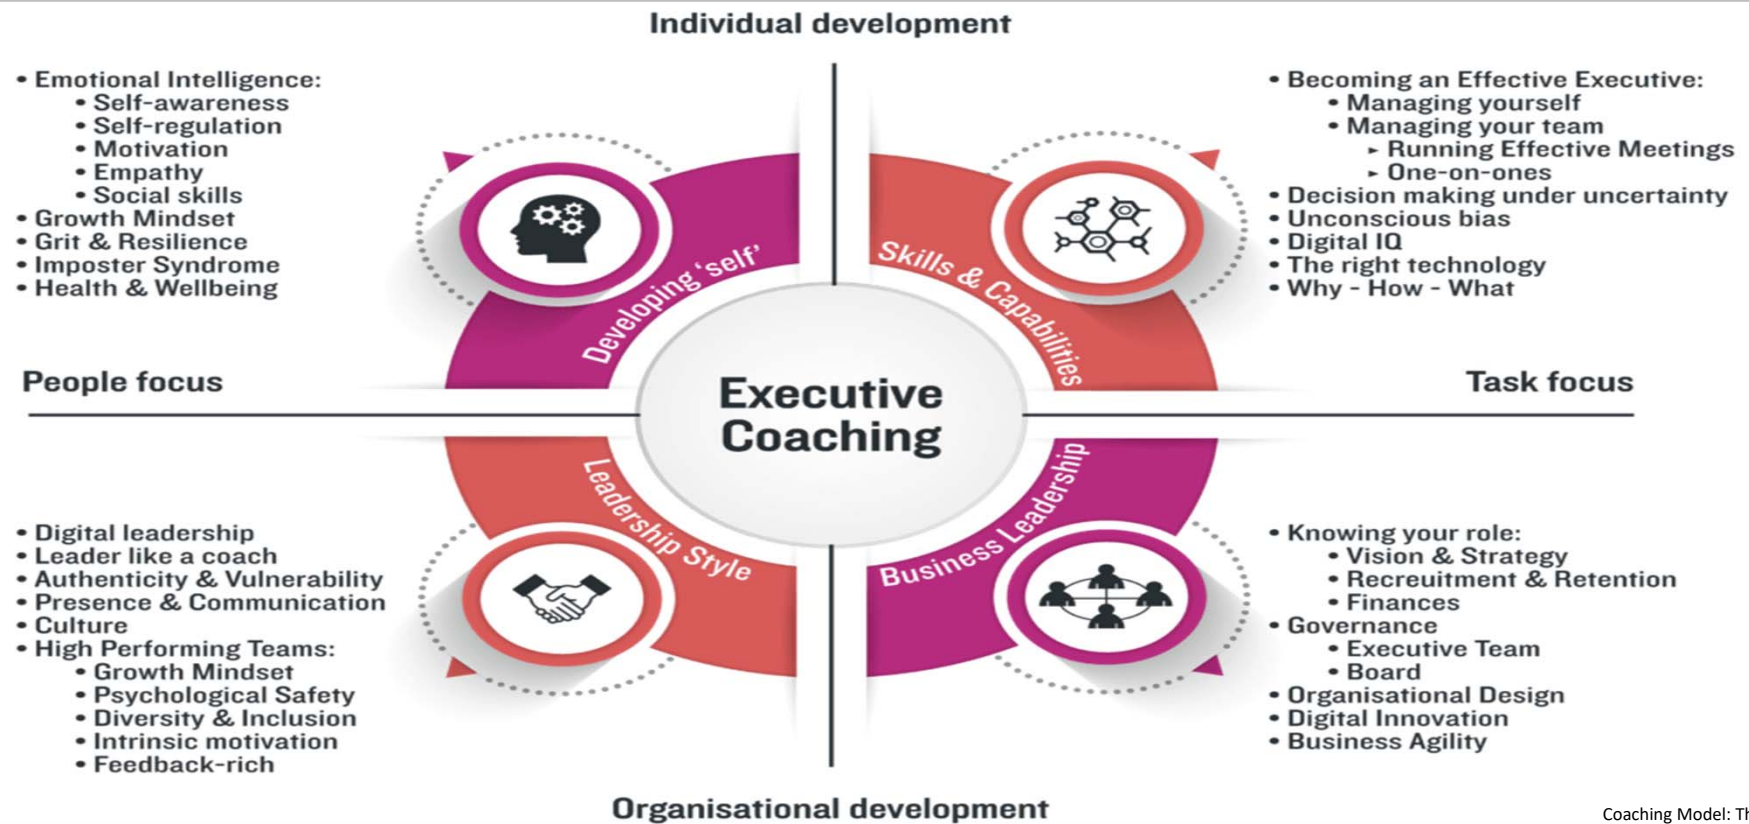 Individual development
• Emotional Intelligence:
• Self-awareness
• Self-regulation
• Motivation
• Empathy
• Social skills
• Growth Mindset
• Grit & Resilience
• Imposter Syndrome
• Health & Wellbeing
• Becoming an Effective Executive:
• Managing yourself
• Managing your team
► Running Effective Meetings
► One-on-ones
• Decision making under uncertainty
• Unconscious bias
• Digital IQ
• The right technology
• Why - How - What
Developing ‘self’
Skills & Capabilities
People focus
Task focus
Executive
Coaching
Leadership Style
Business Leadership
• Digital leadership
• Leader like a coach
• Authenticity & Vulnerability
• Presence & Communication
• Culture
• High Performing Teams:
• Growth Mindset
• Psychological Safety
• Diversity & Inclusion
• Intrinsic motivation
• Feedback-rich
• Knowing your role:
• Vision & Strategy
• Recreuitment & Retention
• Finances
• Governance
• Executive Team
• Board
• Organisational Design
• Digital Innovation
• Business Agility
Organisational development
Coaching Model: